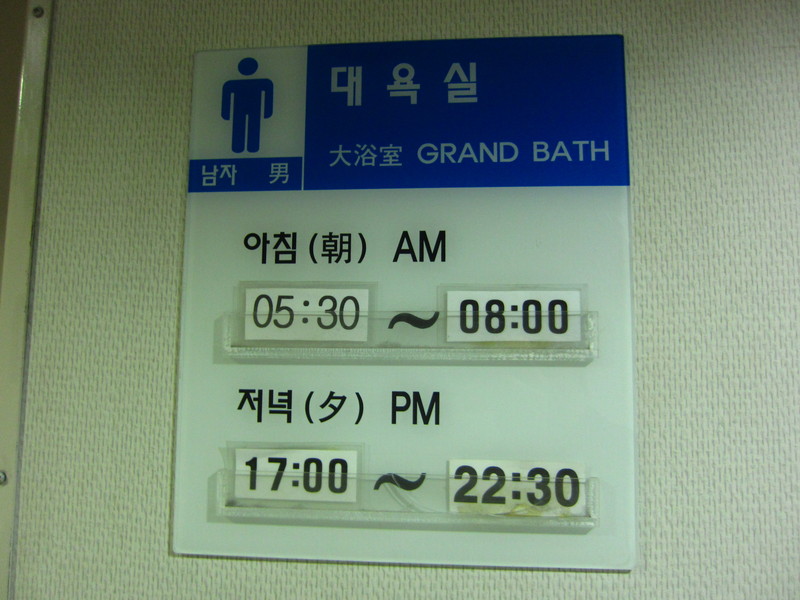 대욕실
大浴室 GRAND BATH
남자 男
아침(朝) AM
05:30 ~ 08:00
저녁(夕) PM
17:00 ~ 22:30